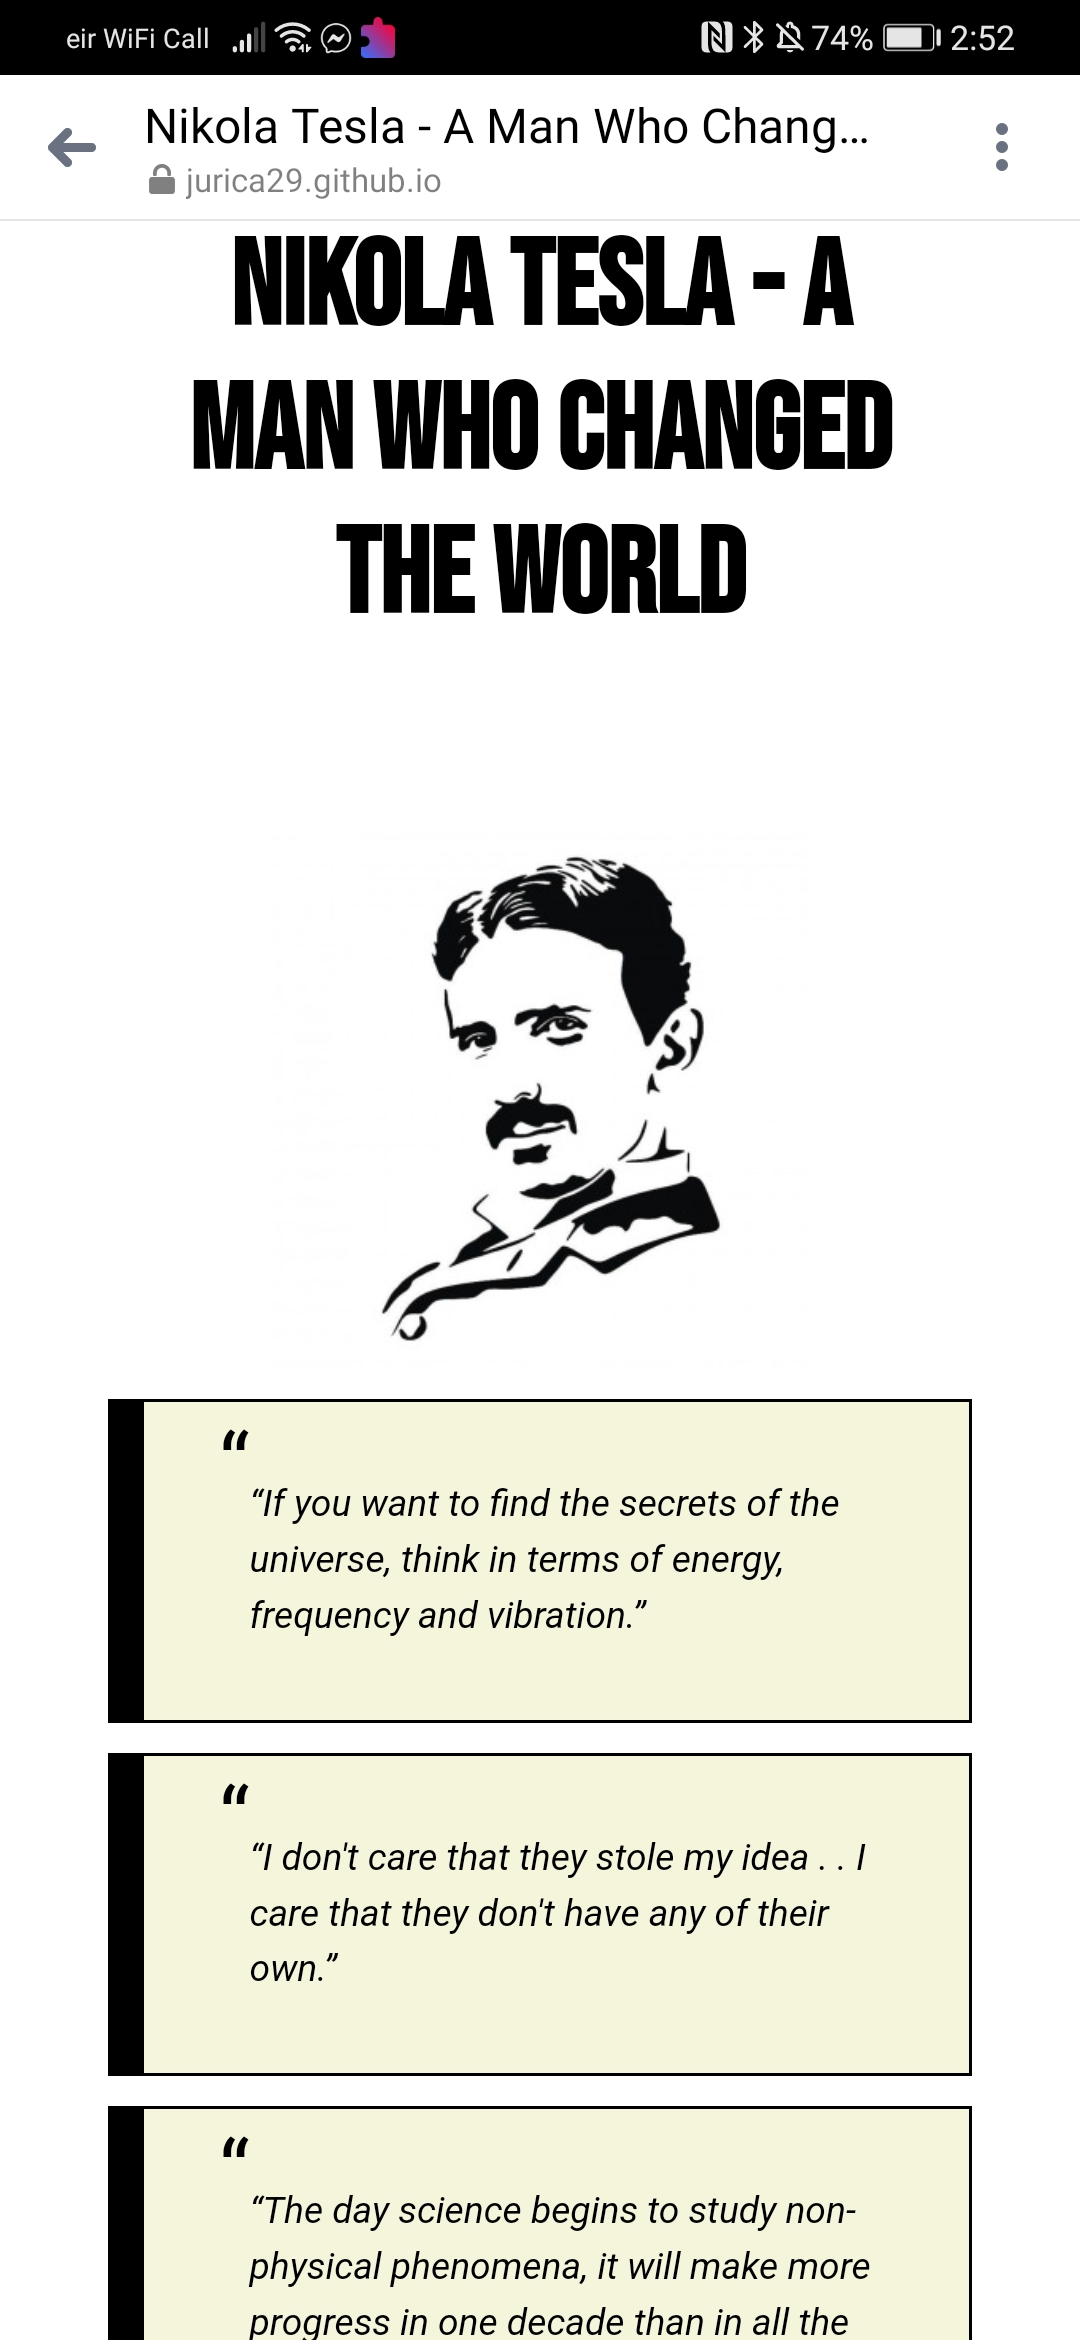 eir WiFi Call 74% 2:52
Nikola Tesla - A Man Who Chang...
jurica29.github.io
NIKOLA TESLA - A
MAN WHO CHANGED
THE WORLD
“
“If you want to find the secrets of the
universe, think in terms of energy,
frequency and vibration.”
“
“I don't care that they stole my idea . . I
care that they don't have any of their
own.”
“
“The day science begins to study non-
physical phenomena, it will make more
progress in one decade than in all the